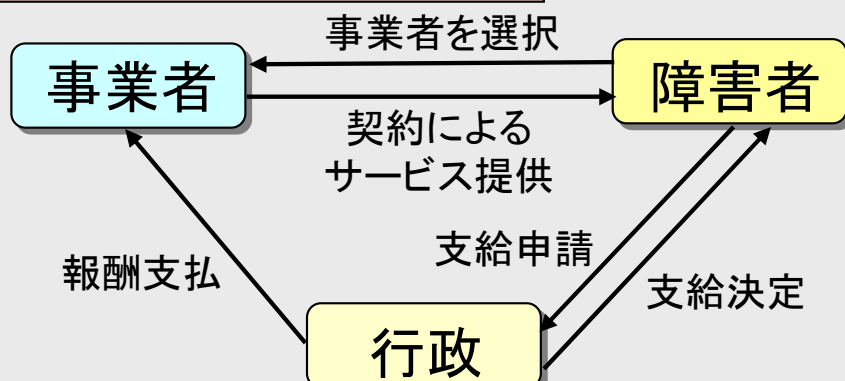 事業者を選択
事業者
障害者
契約による
サービス提供
支給申請
報酬支払
支給決定
行政